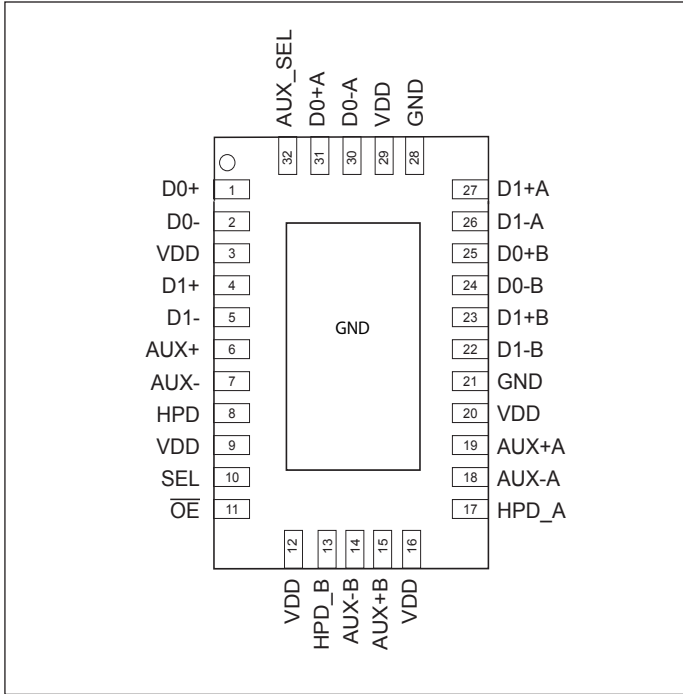 AUX_SEL
D0+A
D0-A
VDD
GND
32
31
30
29
28
D0+ 1
D0- 2
VDD 3
D1+ 4
D1- 5
AUX+ 6
AUX- 7
HPD 8
VDD 9
SEL 10
O̅E̅ 11
GND
27 D1+A
26 D1-A
25 D0+B
24 D0-B
23 D1+B
22 D1-B
21 GND
20 VDD
19 AUX+A
18 AUX-A
17 HPD_A
12
13
14
15
16
VDD
HPD_B
AUX-B
AUX+B
VDD